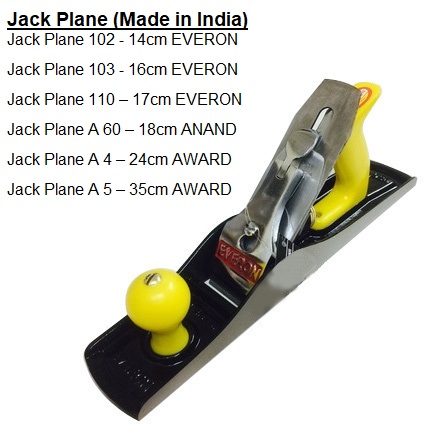 Jack Plane (Made in India)
Jack Plane 102 - 14cm EVERON
Jack Plane 103 - 16cm EVERON
Jack Plane 110 – 17cm EVERON
Jack Plane A 60 – 18cm ANAND
Jack Plane A 4 – 24cm AWARD
Jack Plane A 5 – 35cm AWARD
EVERON